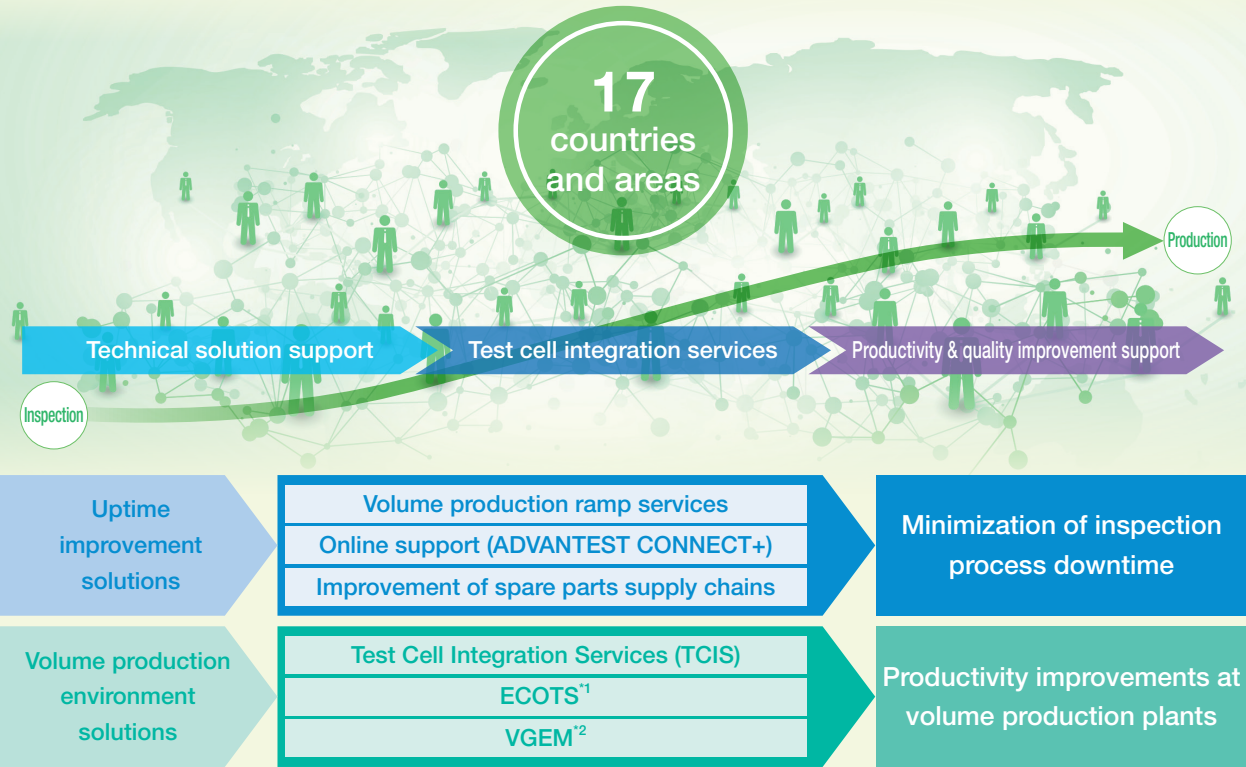 17
countries
and areas
Production
Technical solution support
Test cell integration services
Productivity & quality improvement support
Inspection
Uptime
improvement
solutions
Volume production ramp services
Online support (ADVANTEST CONNECT+)
Improvement of spare parts supply chains
Minimization of inspection
process downtime
Volume production
environment
solutions
Test Cell Integration Services (TCIS)
ECOTS*1
VGEM*2
Productivity improvements at
volume production plants